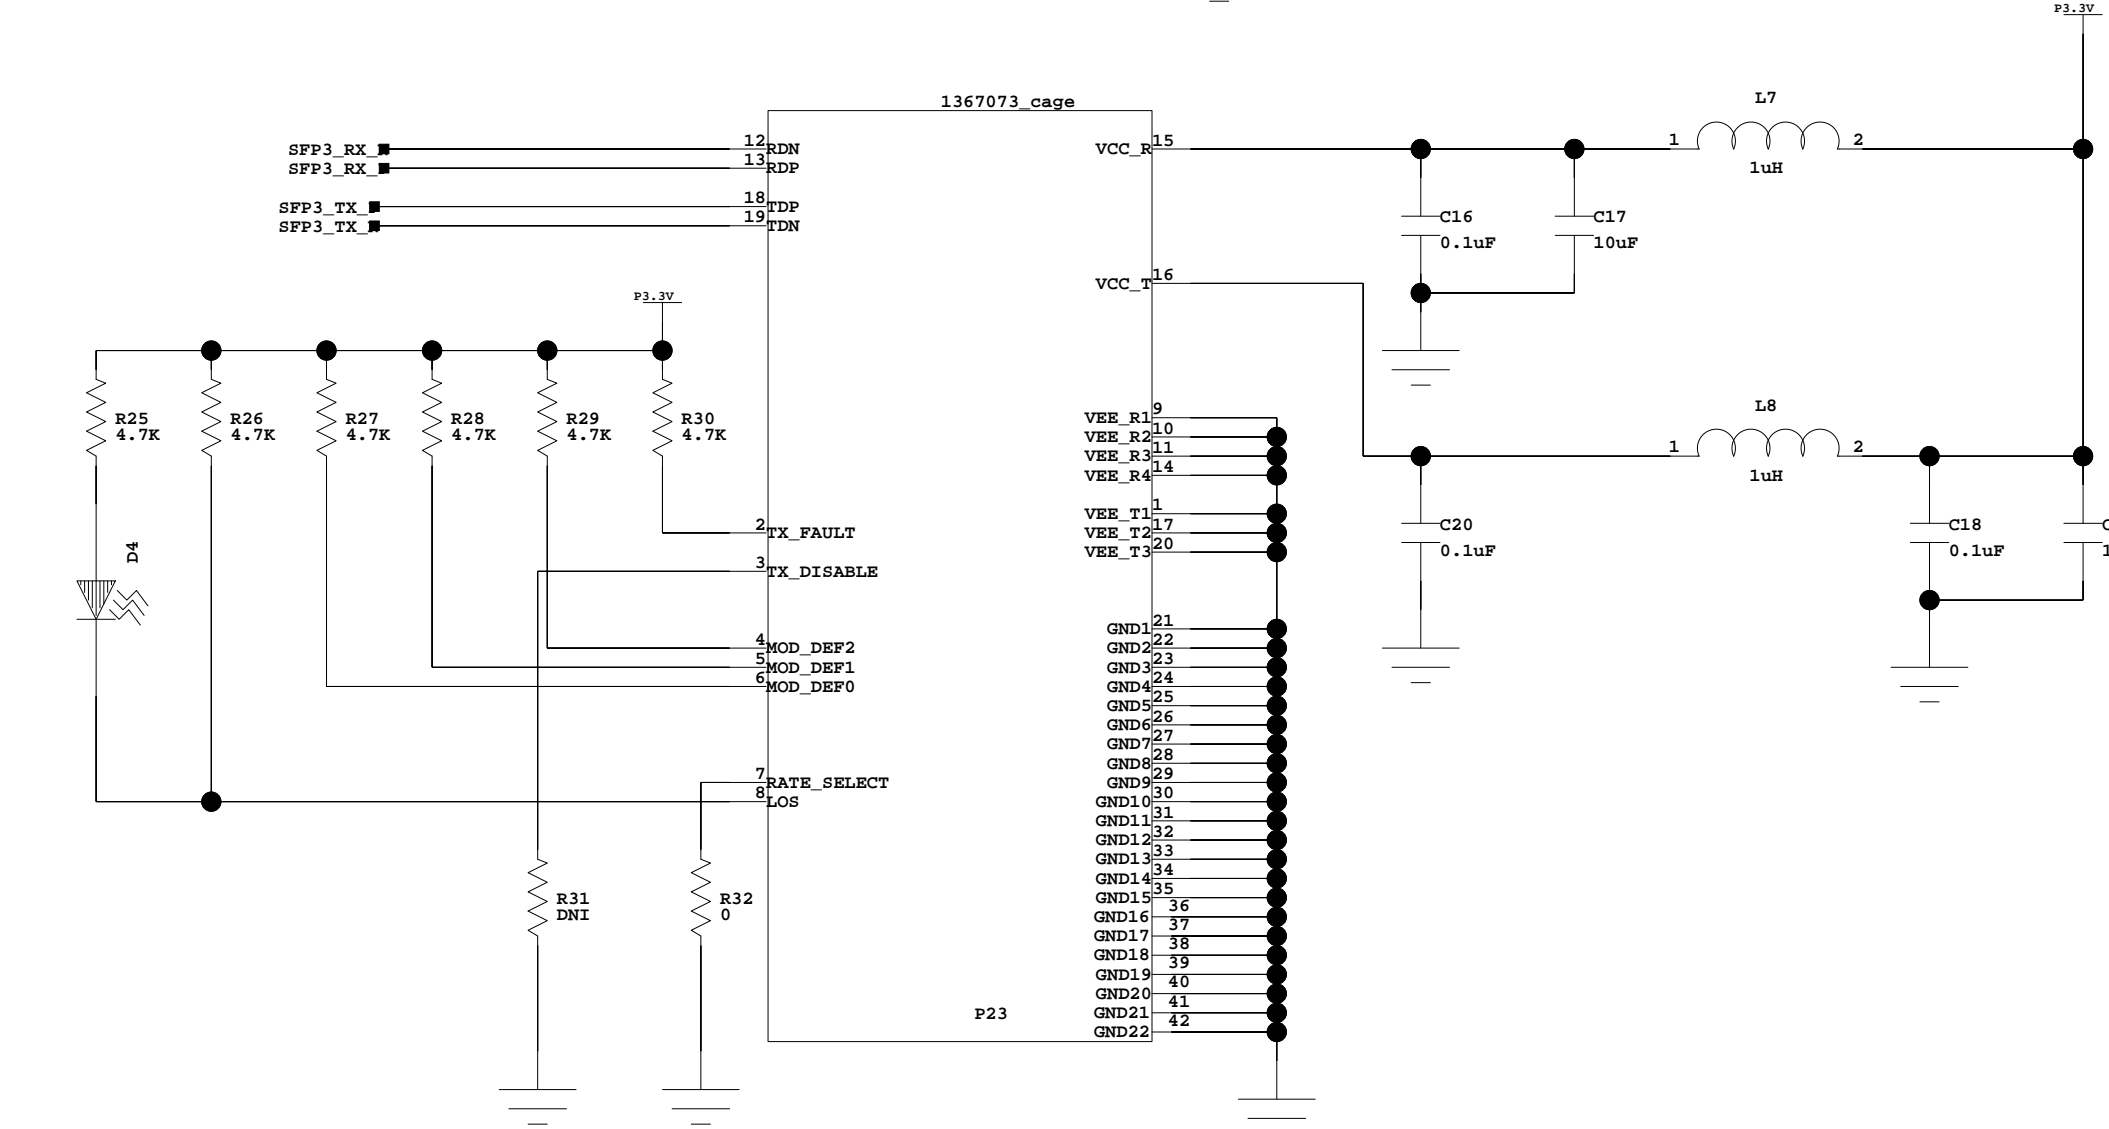 P3.3V
1367073_cage
L7
SFP3_RX_
12
RDN
VCC_R
15
1
2
SFP3_RX_
13
RDP
1uH
SFP3_TX_
18
TDP
C16
C17
SFP3_TX_
19
TDN
0.1uF
10uF
VCC_T
16
P3.3V
L8
R25
4.7K
R26
4.7K
R27
4.7K
R28
4.7K
R29
4.7K
R30
4.7K
VEE_R1
9
VEE_R2
10
VEE_R3
11
VEE_R4
14
1
2
1uH
VEE_T1
1
VEE_T2
17
VEE_T3
20
2
TX_FAULT
C20
0.1uF
C18
0.1uF
D4
3
TX_DISABLE
4
MOD_DEF2
5
MOD_DEF1
6
MOD_DEF0
7
RATE_SELECT
8
LOS
GND1
21
GND2
22
GND3
23
GND4
24
GND5
25
GND6
26
GND7
27
GND8
28
GND9
29
GND10
30
GND11
31
GND12
32
GND13
33
GND14
34
GND15
35
GND16
36
GND17
37
GND18
38
GND19
39
GND20
40
GND21
41
GND22
42
R31
DNI
R32
0
P23